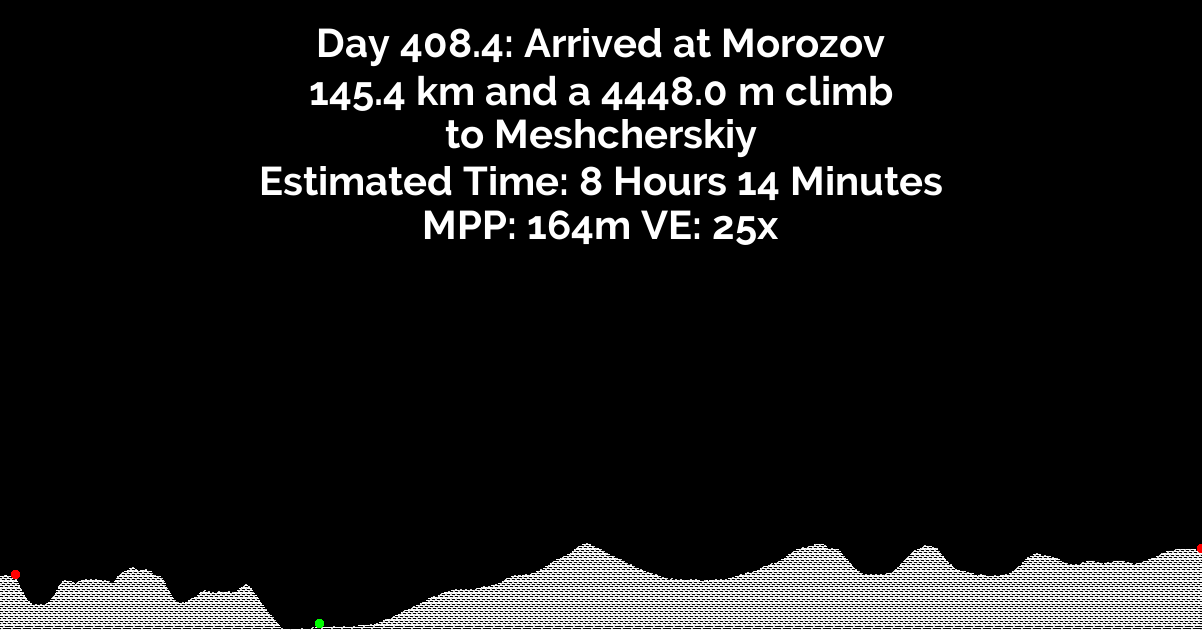 Day 408.4: Arrived at Morozov
145.4 km and a 4448.0 m climb
to Meshcherskiy
Estimated Time: 8 Hours 14 Minutes
MPP: 164m VE: 25x